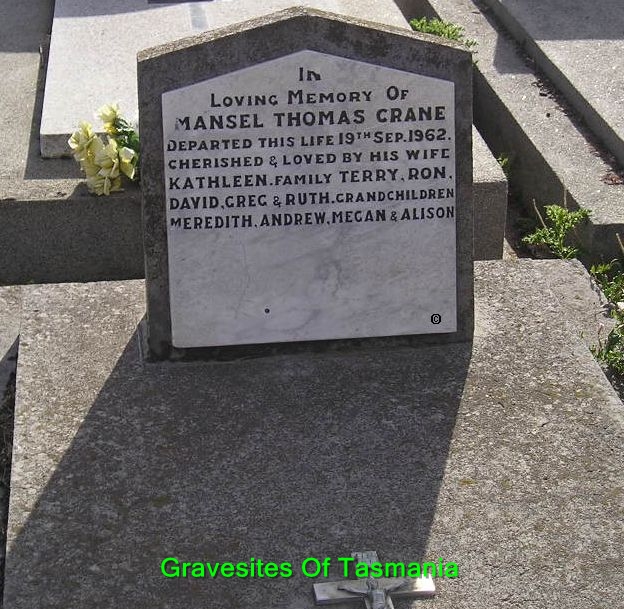 In
Loving Memory Of
MANSEL THOMAS CRANE
DEPARTED THIS LIFE 19TH SEP. 1962.
CHERISHED & LOVED BY HIS WIFE
KATHLEEN. FAMILY TERRY, RON,
DAVID, GREG & RUTH. GRANDCHILDREN
MEREDITH, ANDREW, MEGAN & ALISON
©
Gravesites Of Tasmania